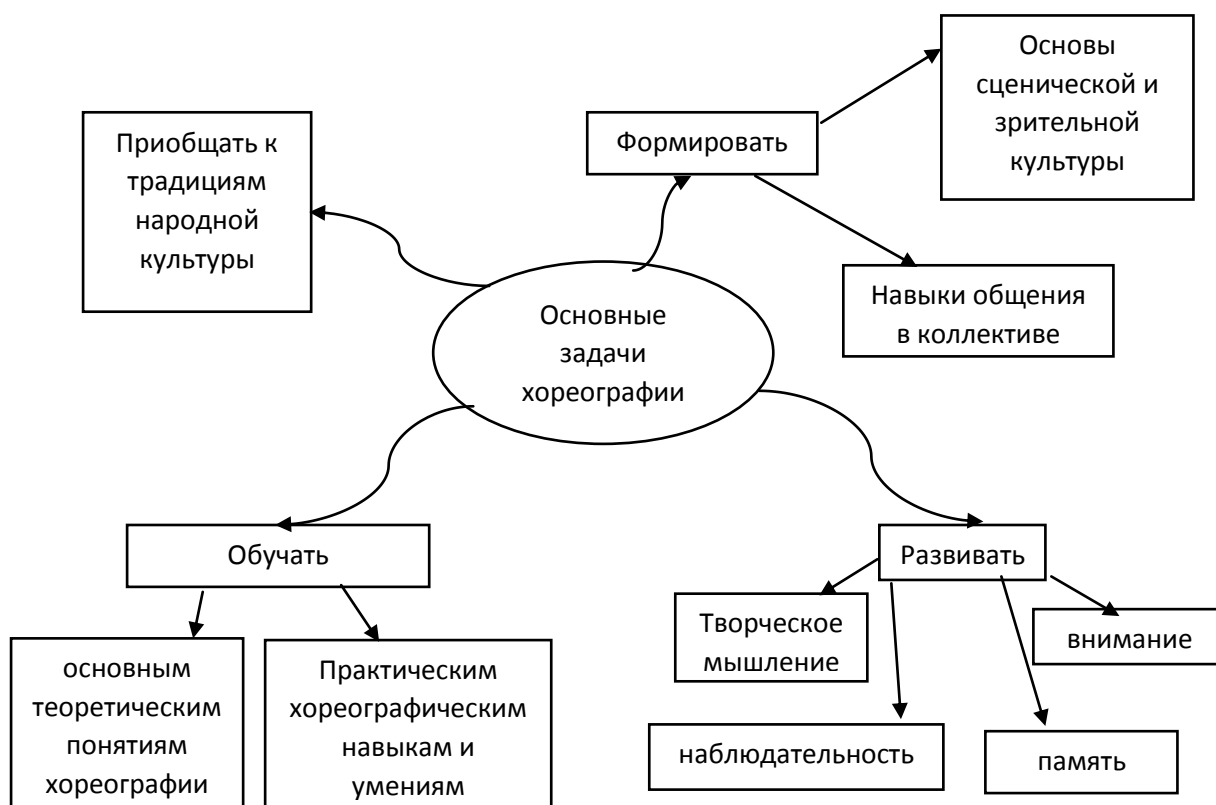 Основы
сценической и
зрительной
культуры
Приобщать к
традициям
народной
культуры
Формировать
Навыки общения
в коллективе
Основные
задачи
хореографии
Обучать
Развивать
основным
теоретическим
понятиям
хореографии
Практическим
хореографическим
навыкам и
умениям
Творческое
мышление
внимание
наблюдательность
память